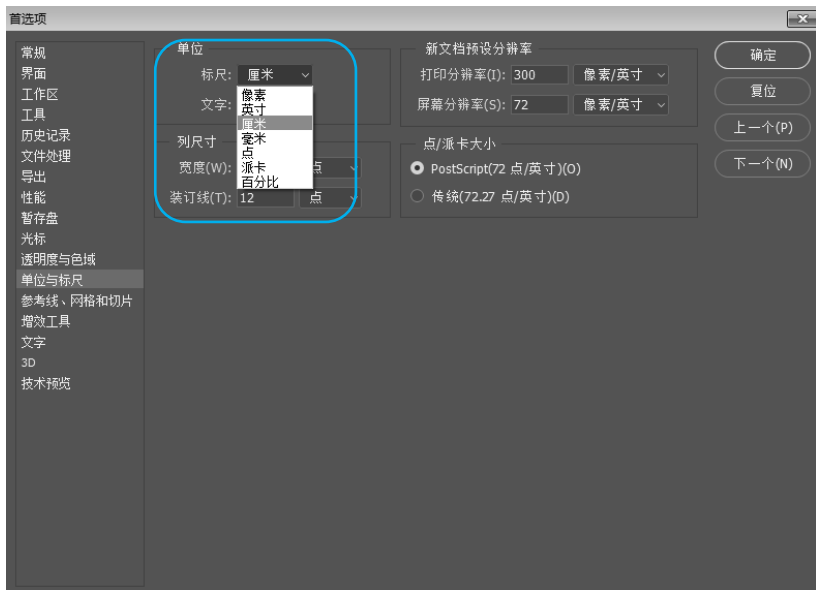 首选项
常规
界面
工作区
工具
历史记录
文件处理
导出
性能
暂存盘
光标
透明度与色域
单位与标尺
参考线、网格和切片
增效工具
文字
3D
技术预览
单位
标尺: 厘米
文字:
像素
英寸
厘米
毫米
点
派卡
百分比
列尺寸
宽度(W): 点
装订线(T): 12 点
新文档预设分辨率
打印分辨率(I): 300 像素/英寸
屏幕分辨率(S): 72 像素/英寸
点/派卡大小
PostScript(72 点/英寸)(O)
传统(72.27 点/英寸)(D)
确定
复位
上一个(P)
下一个(N)